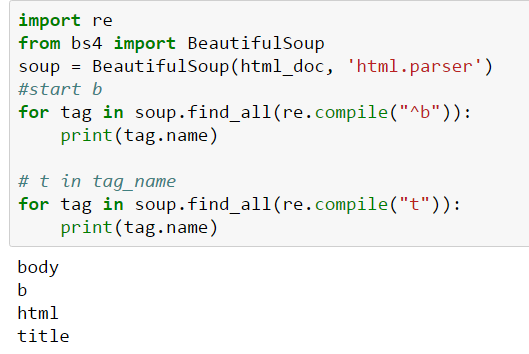 import re
from bs4 import BeautifulSoup
soup = BeautifulSoup(html_doc, 'html.parser')
#start b
for tag in soup.find_all(re.compile("^b")):
    print(tag.name)
# t in tag_name
for tag in soup.find_all(re.compile("t")):
    print(tag.name)
body
b
html
title